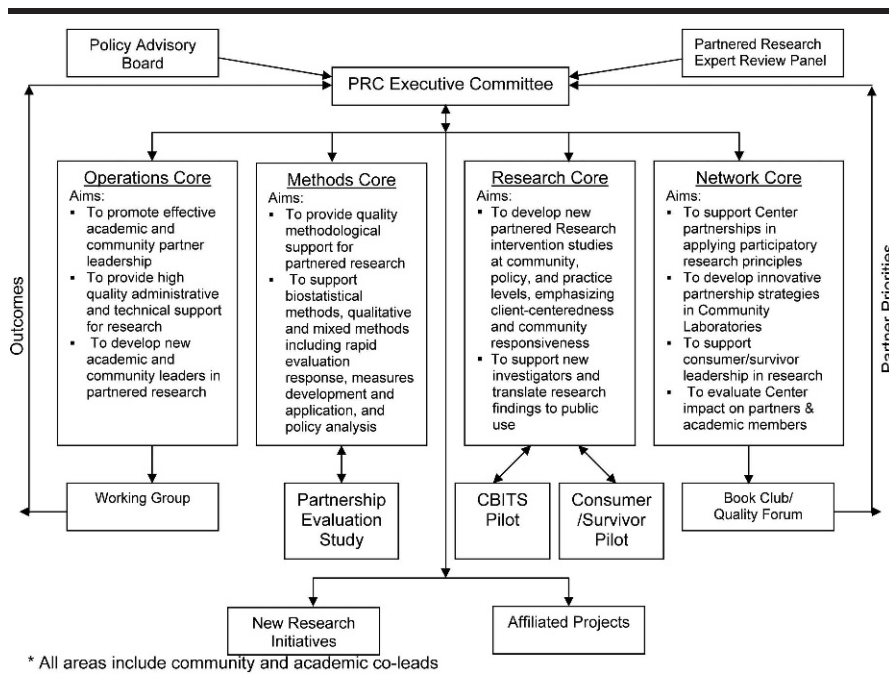 Policy Advisory
Board
Partnered Research
Expert Review Panel
PRC Executive Committee
Operations Core
Aims:
▪ To promote effective
academic and
community partner
leadership
▪ To provide high
quality administrative
and technical support
for research
▪ To develop new
academic and
community leaders in
partnered research
Methods Core
Aims:
▪ To provide quality
methodological
support for
partnered research
▪ To support
biostatistical
methods, qualitative
and mixed methods
including rapid
evaluation
response, measures
development and
application, and
policy analysis
Research Core
Aims:
▪ To develop new
partnered Research
intervention studies
at community,
policy, and practice
levels, emphasizing
client-centeredness
and community
responsiveness
▪ To support new
investigators and
translate research
findings to public
use
Network Core
Aims:
▪ To support Center
partnerships in
applying participatory
research principles
▪ To develop innovative
partnership strategies
in Community
Laboratories
▪ To support
consumer/survivor
leadership in research
▪ To evaluate Center
impact on partners &
academic members
Outcomes
Partner Priorities
Working Group
Partnership
Evaluation
Study
CBITS
Pilot
Consumer
/Survivor
Pilot
Book Club/
Quality Forum
New Research
Initiatives
Affiliated Projects
* All areas include community and academic co-leads